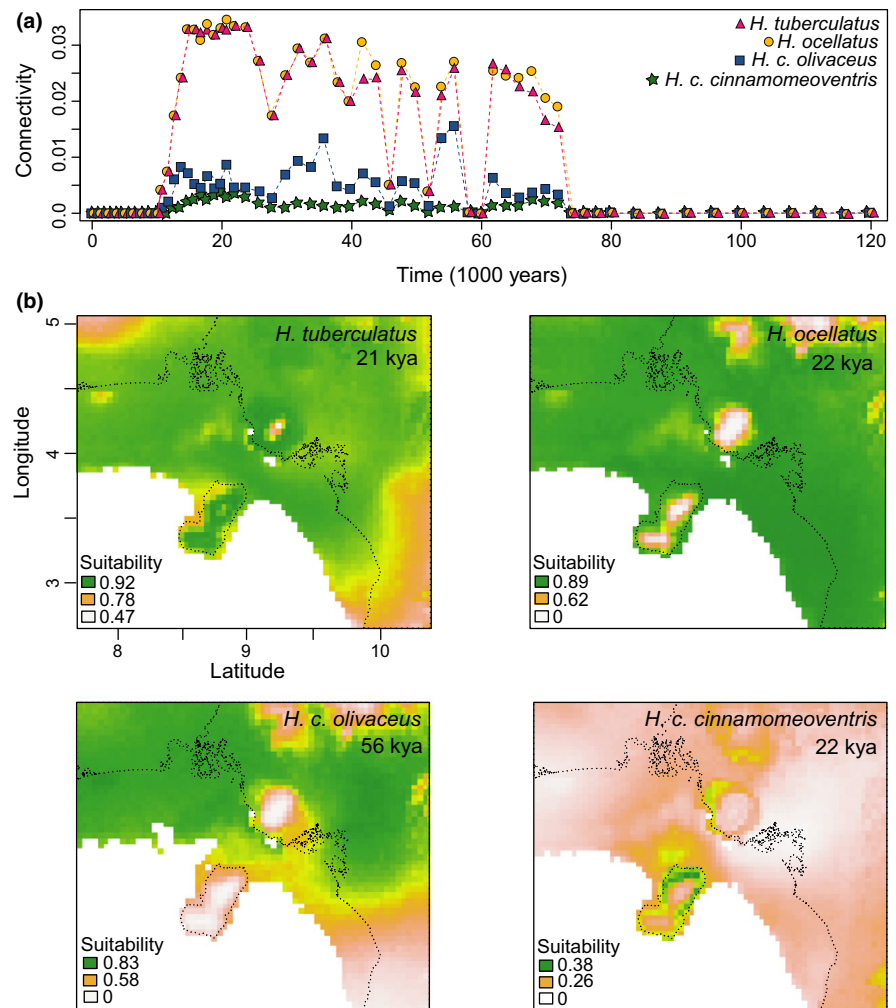 (a)
H. tuberculatus
H. ocellatus
H. c. olivaceus
H. c. cinnamomeoventris
Connectivity
0.03
0.02
0.01
0.0
0 20 40 60 80 100 120
Time (1000 years)
(b)
H. tuberculatus
21 kya
Longitude
5
4
3
Suitability
0.92
0.78
0.47
8 9 10
Latitude
H. ocellatus
22 kya
Suitability
0.89
0.62
0
H. c. olivaceus
56 kya
Suitability
0.83
0.58
0
H. c. cinnamomeoventris
22 kya
Suitability
0.38
0.26
0